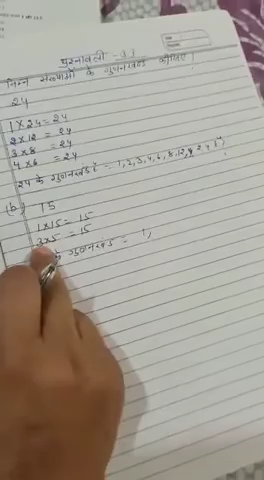 प्रश्नावली - 3.1
निम्न संख्याओं के गुणनखंड कीजिए।
24
1 × 24 = 24
2 × 12 = 24
3 × 8 = 24
4 × 6 = 24
24 के गुणनखंड है = 1, 2, 3, 4, 6, 8, 12, 24
(b) 15
1×15 = 15
3×5 = 15
के गुणनखंड = 1,